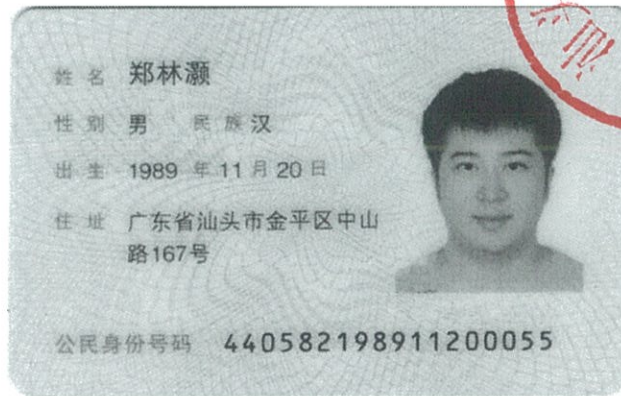 姓名 郑林灏
性别 男 民族 汉
出生 1989 年 11 月 20 日
住址 广东省汕头市金平区中山
路167号
公民身份号码 440582198911200055